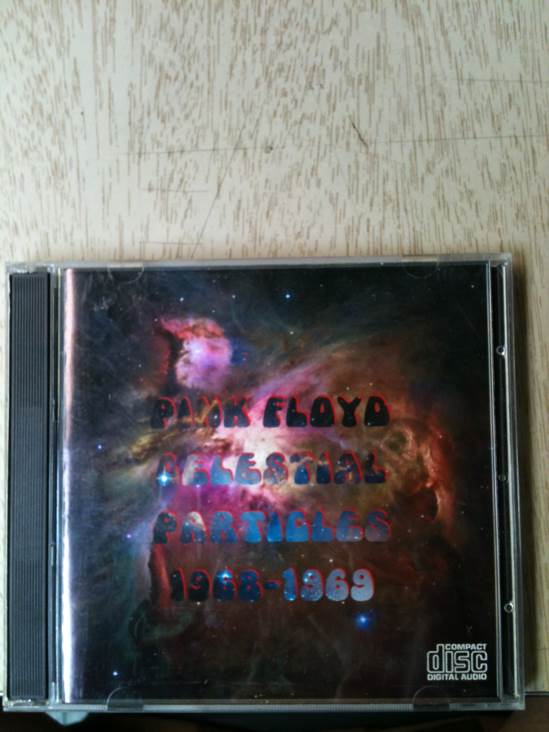 PINK FLOYD
CELESTIAL
PARTICLES
1968-1969
COMPACT
disc
DIGITAL AUDIO